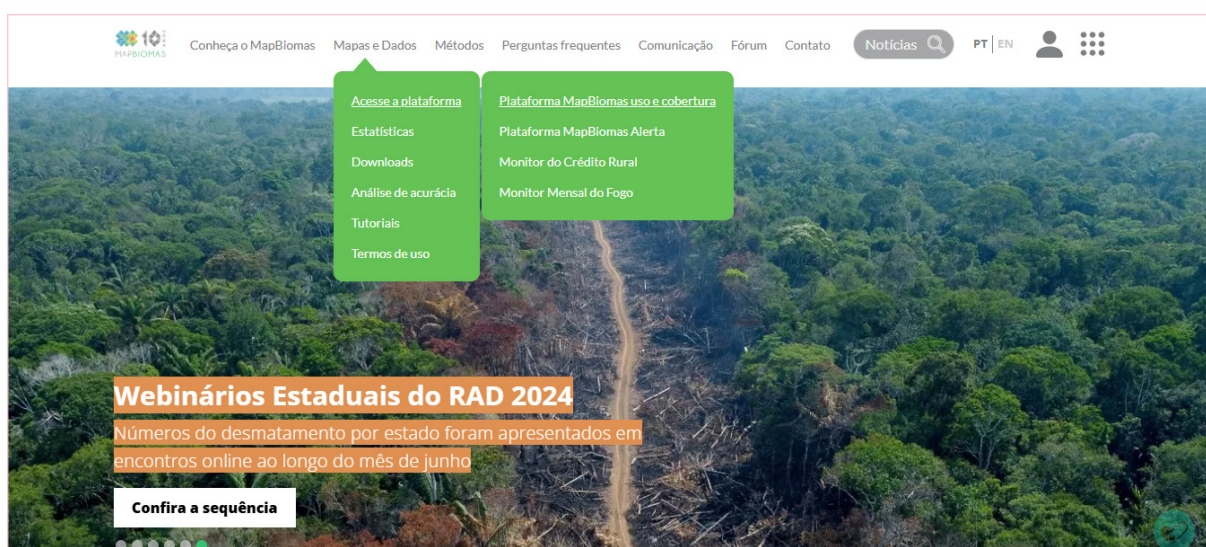 10
MAPBIOMAS
Conheça o MapBiomas Mapas e Dados Métodos Perguntas frequentes Comunicação Fórum Contato Notícias PT | EN
Acesse a plataforma
Estatísticas
Downloads
Análise de acurácia
Tutoriais
Termos de uso
Plataforma MapBiomas uso e cobertura
Plataforma MapBiomas Alerta
Monitor do Crédito Rural
Monitor Mensal do Fogo
Webinários Estaduais do RAD 2024
Números do desmatamento por estado foram apresentados em
encontros online ao longo do mês de junho
Confira a sequência